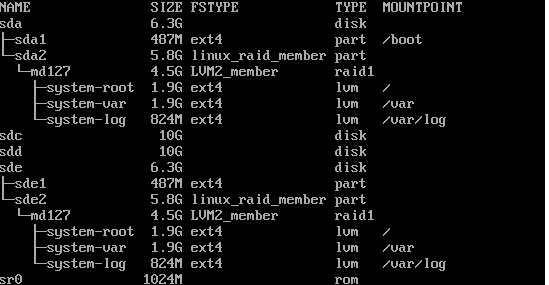 NAME SIZE FSTYPE TYPE MOUNTPOINT
sda 6.3G disk
├─sda1 487M ext4 part /boot
└─sda2 5.8G linux_raid_member part
  └─md127 4.5G LVM2_member raid1
    ├─system-root 1.9G ext4 lvm /
    ├─system-var 1.9G ext4 lvm /var
    └─system-log 824M ext4 lvm /var/log
sdc 10G disk
sdd 10G disk
sde 6.3G disk
├─sde1 487M ext4 part
└─sde2 5.8G linux_raid_member part
  └─md127 4.5G LVM2_member raid1
    ├─system-root 1.9G ext4 lvm /
    ├─system-var 1.9G ext4 lvm /var
    └─system-log 824M ext4 lvm /var/log
sr0 1024M rom